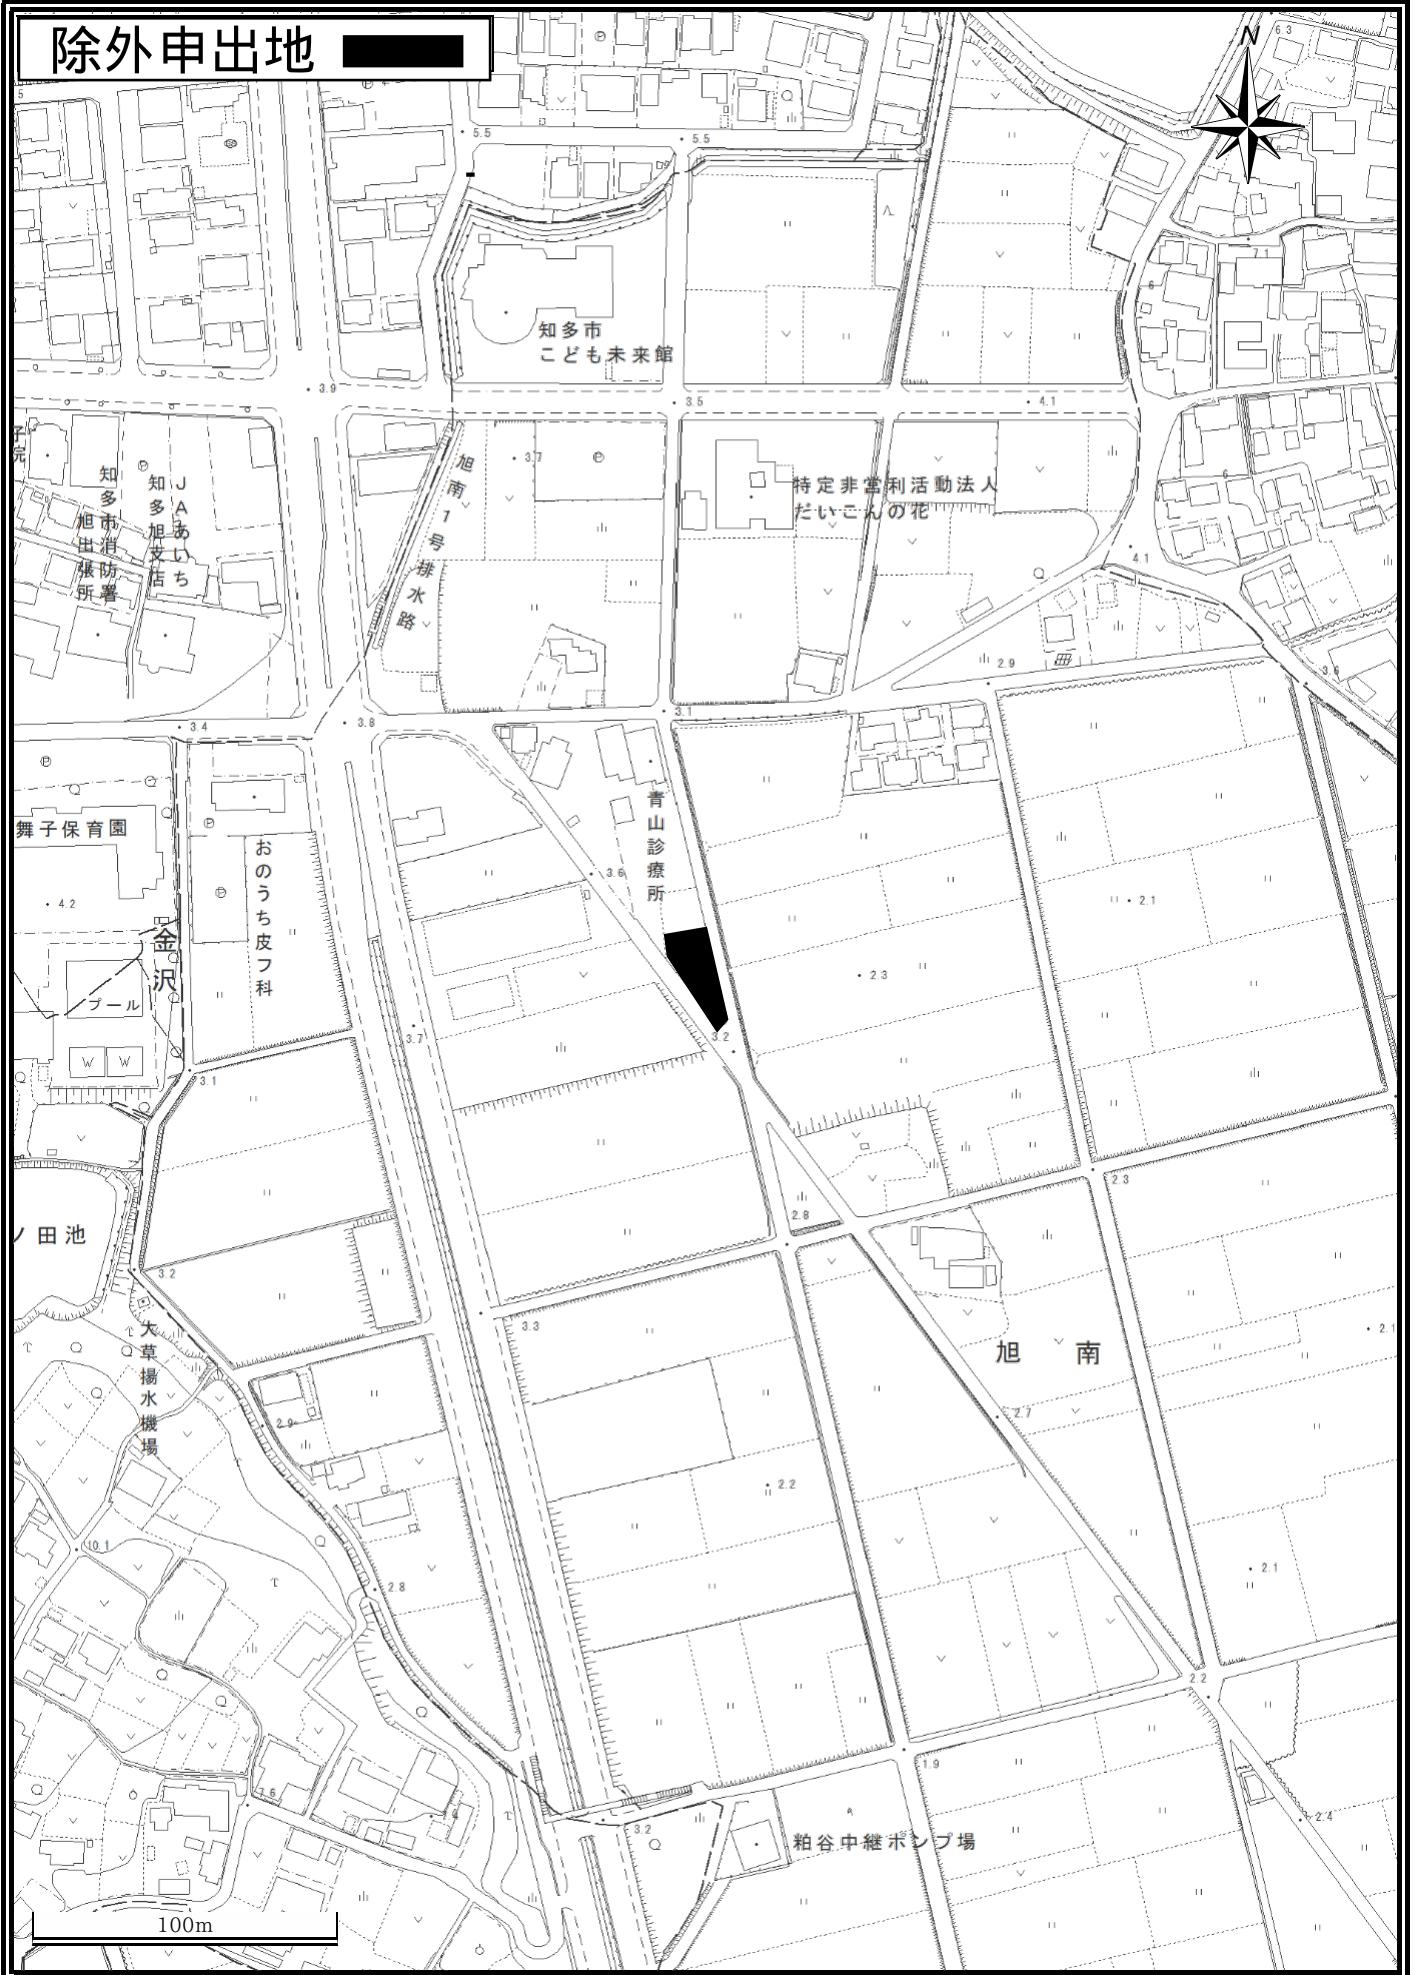 除外申出地
N
6.3
5
5.5
5.5
7.1
6
知多市
こども未来館
3.9
3.5
4.1
子院
3.7
旭南1号排水路
特定非営利活動法人
だいこんの花
6
知多市消防署
旭出張所
JAあいち
知多旭支店
4.1
2.9
3.6
3.1
3.4
3.8
青山診療所
舞子保育園
おのうち皮フ科
3.6
4.2
2.1
金沢
2.3
プール
3.7
3.2
W W
3.1
2.3
2.8
ノ田池
3.2
3.3
2.1
大草揚水機場
旭 南
2.9
2.7
2.2
10.1
2.1
2.8
2.2
1.9
7.6
2.4
3.2
粕谷中継ポンプ場
100m